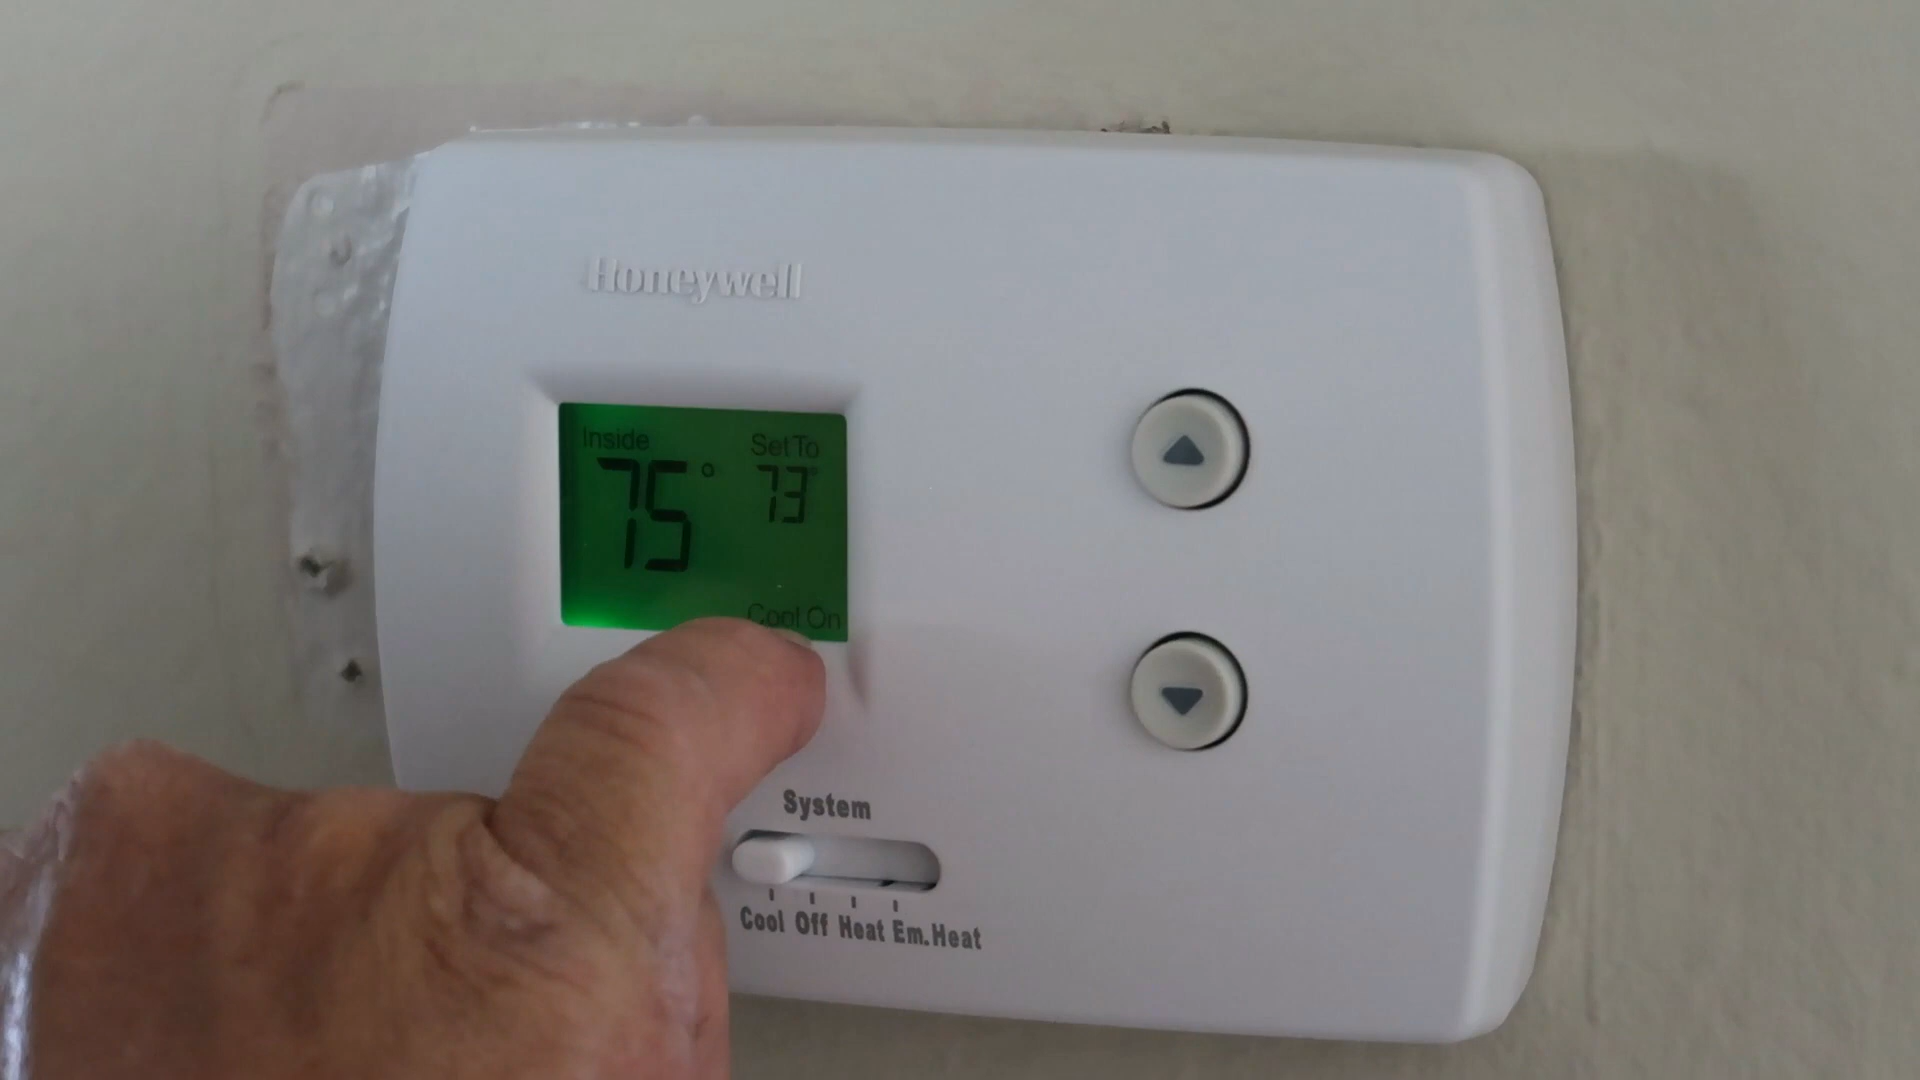 Honeywell
Inside Set To
75° 73°
Cool On
System
Cool Off Heat Em.Heat